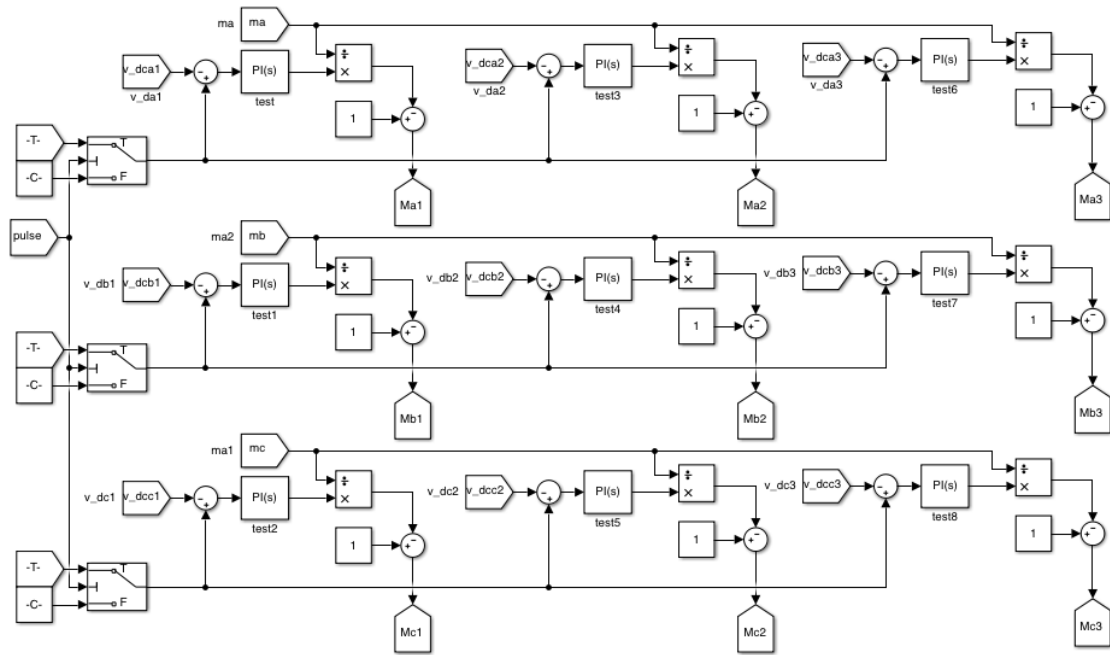 ma
ma
÷
÷
÷
v_dca1
-
+
PI(s)
×
v_dca2
-
+
PI(s)
×
v_dca3
-
+
PI(s)
×
v_da1
test
v_da2
test3
v_da3
test6
1
+
-
1
+
-
1
+
-
-T-
T
-C-
F
Ma1
Ma2
Ma3
pulse
ma2
mb
÷
÷
÷
v_db1
v_dcb1
-
+
PI(s)
×
v_db2
v_dcb2
-
+
PI(s)
×
v_db3
v_dcb3
-
+
PI(s)
×
test1
test4
test7
1
+
-
1
+
-
1
+
-
-T-
T
-C-
F
Mb1
Mb2
Mb3
ma1
mc
÷
÷
÷
v_dc1
v_dcc1
-
+
PI(s)
×
v_dc2
v_dcc2
-
+
PI(s)
×
v_dc3
v_dcc3
-
+
PI(s)
×
test2
test5
test8
1
+
-
1
+
-
1
+
-
-T-
T
-C-
F
Mc1
Mc2
Mc3